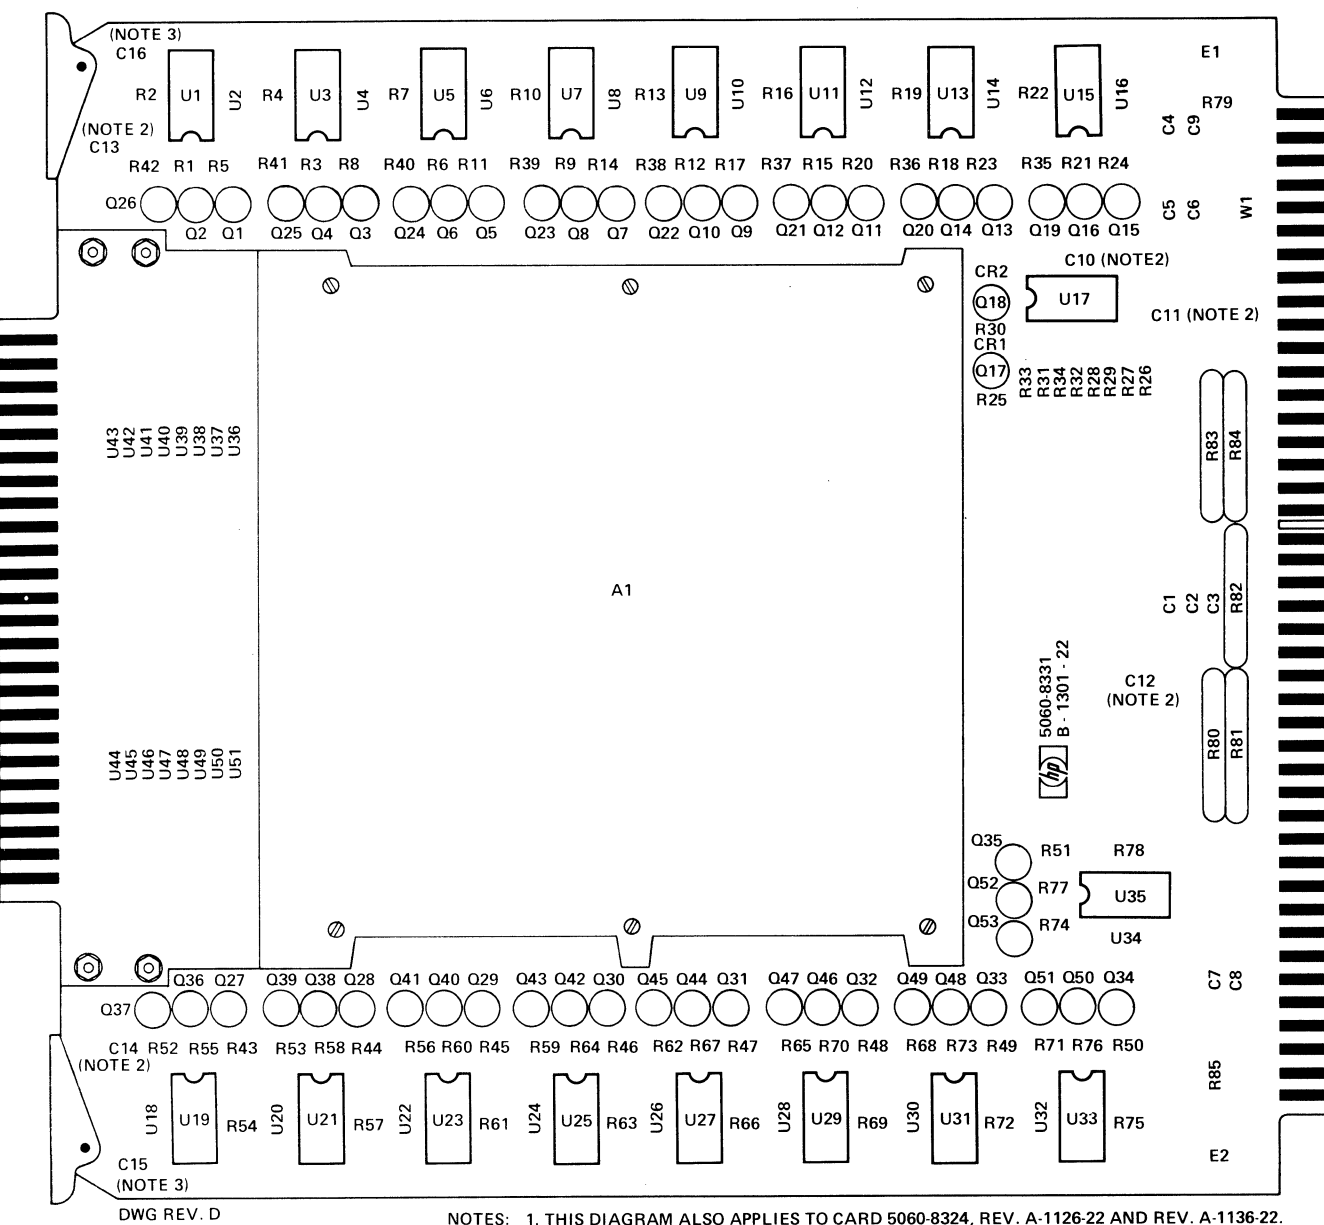 (NOTE 3)
C16
E1
R2 U1 U2 R4 U3 U4 R7 U5 U6 R10 U7 U8 R13 U9 U10 R16 U11 U12 R19 U13 U14 R22 U15 U16
R79
C4 C9
(NOTE 2)
C13
R42 R1 R5 R41 R3 R8 R40 R6 R11 R39 R9 R14 R38 R12 R17 R37 R15 R20 R36 R18 R23 R35 R21 R24
Q26
C5 C6 W1
Q2 Q1 Q25 Q4 Q3 Q24 Q6 Q5 Q23 Q8 Q7 Q22 Q10 Q9 Q21 Q12 Q11 Q20 Q14 Q13 Q19 Q16 Q15
C10 (NOTE2)
CR2
Q18
U17
C11 (NOTE 2)
R30
CR1
Q17
R25
R33 R31 R34 R32 R28 R29 R27 R26
U43 U42 U41 U40 U39 U38 U37 U36
R83 R84
A1
C1 C2 C3 R82
5060-8331
B - 1301 - 22
hp
C12
(NOTE 2)
U44 U45 U46 U47 U48 U49 U50 U51
R80 R81
Q35 R51 R78
Q52 R77 U35
Q53 R74
U34
Q36 Q27 Q39 Q38 Q28 Q41 Q40 Q29 Q43 Q42 Q30 Q45 Q44 Q31 Q47 Q46 Q32 Q49 Q48 Q33 Q51 Q50 Q34
C7 C8
Q37
C14 R52 R55 R43 R53 R58 R44 R56 R60 R45 R59 R64 R46 R62 R67 R47 R65 R70 R48 R68 R73 R49 R71 R76 R50
(NOTE 2)
R85
U18 U19 R54 U20 U21 R57 U22 U23 R61 U24 U25 R63 U26 U27 R66 U28 U29 R69 U30 U31 R72 U32 U33 R75
C15
(NOTE 3)
E2
DWG REV. D
NOTES: 1. THIS DIAGRAM ALSO APPLIES TO CARD 5060-8324, REV. A-1126-22 AND REV. A-1136-22.